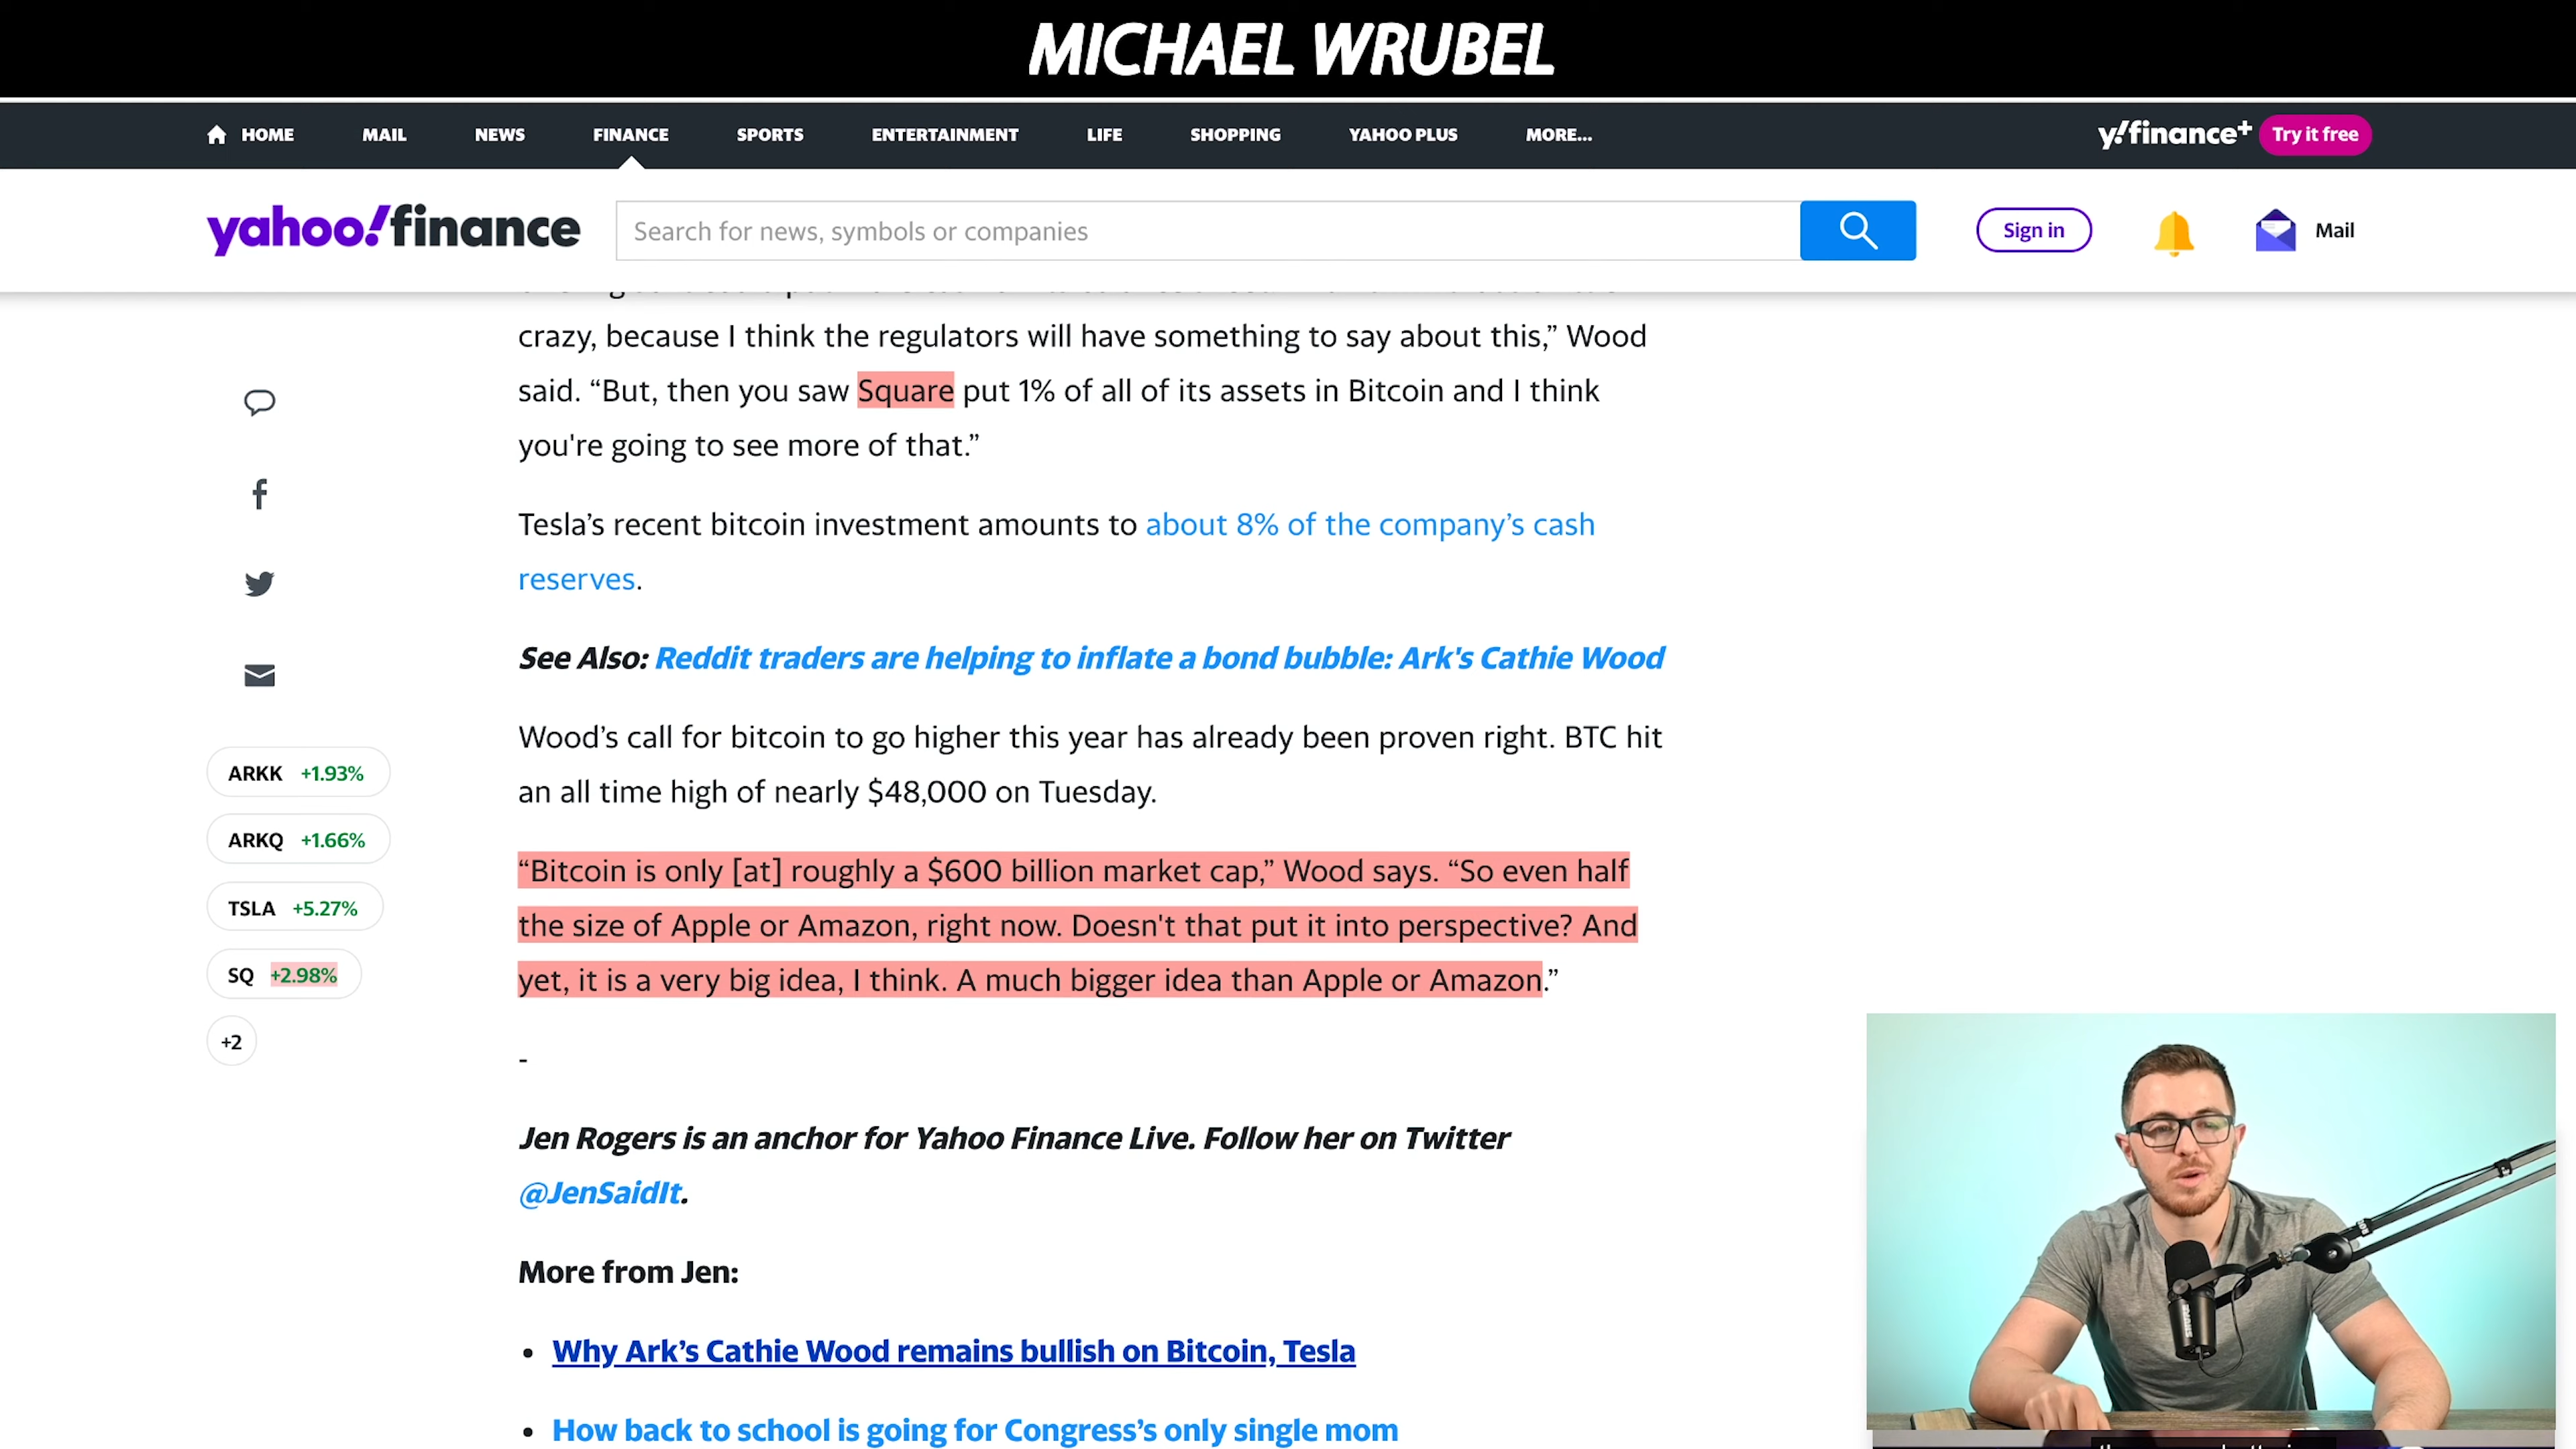 MICHAEL WRUBEL
HOME MAIL NEWS FINANCE SPORTS ENTERTAINMENT LIFE SHOPPING YAHOO PLUS MORE... y!finance+ Try it free
yahoo!finance Search for news, symbols or companies Sign in Mail
crazy, because I think the regulators will have something to say about this,” Wood
said. “But, then you saw Square put 1% of all of its assets in Bitcoin and I think
you're going to see more of that.”
Tesla’s recent bitcoin investment amounts to about 8% of the company’s cash
reserves.
See Also: Reddit traders are helping to inflate a bond bubble: Ark's Cathie Wood
Wood’s call for bitcoin to go higher this year has already been proven right. BTC hit
an all time high of nearly $48,000 on Tuesday.
ARKK +1.93%
ARKQ +1.66%
TSLA +5.27%
SQ +2.98%
+2
“Bitcoin is only [at] roughly a $600 billion market cap,” Wood says. “So even half
the size of Apple or Amazon, right now. Doesn't that put it into perspective? And
yet, it is a very big idea, I think. A much bigger idea than Apple or Amazon.”
-
Jen Rogers is an anchor for Yahoo Finance Live. Follow her on Twitter
@JenSaidIt.
More from Jen:
• Why Ark’s Cathie Wood remains bullish on Bitcoin, Tesla
• How back to school is going for Congress’s only single mom